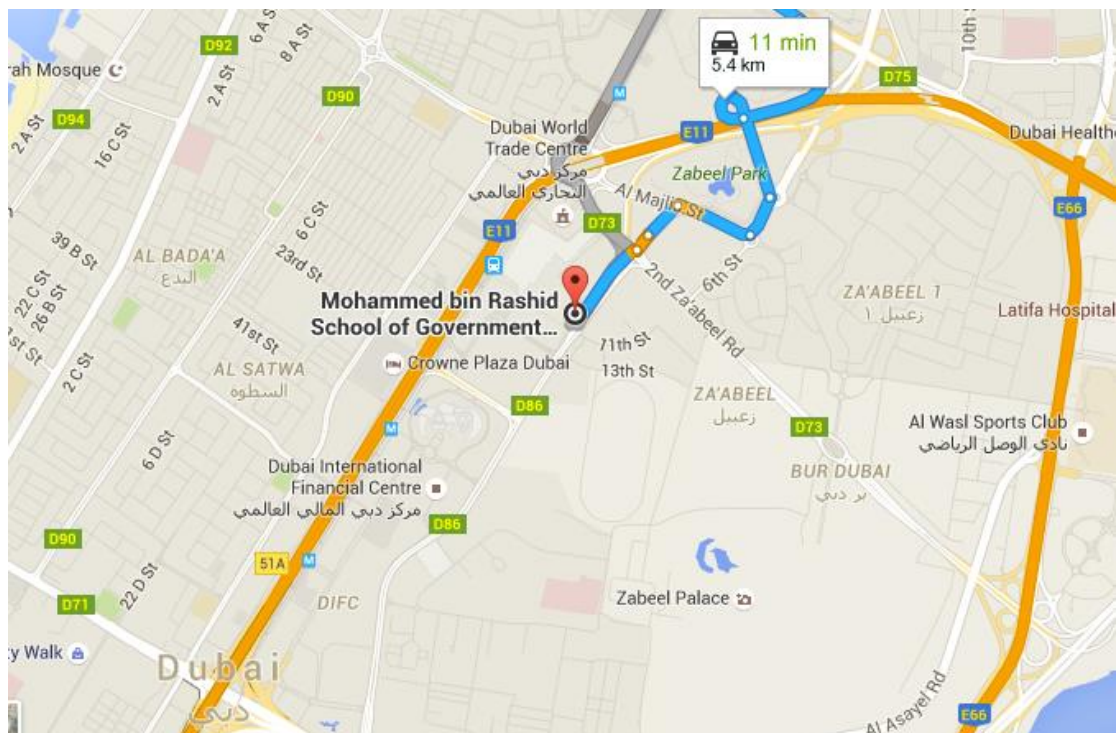 11 min
5.4 km
D92
6 A St
8 A St
10th St
D75
rah Mosque
2 A St
D90
M
D94
2 A St
16 C St
Dubai World
Trade Centre
مركز دبي
التجاري العالمي
E11
Dubai Healthc
Zabeel Park
Al Majlis St
E66
6 C St
D73
E11
39 B St
AL BADA'A
البدع
23rd St
22 C St
26 B St
2nd Za'abeel Rd
6th St
ZA'ABEEL 1
زعبيل ١
Mohammed bin Rashid
School of Government...
Latifa Hospital
41st St
2 C St
AL SATWA
السطوة
Crowne Plaza Dubai
11th St
13th St
ZA'ABEEL
زعبيل
D86
M
D73
Al Wasl Sports Club
نادي الوصل الرياضي
6 D St
BUR DUBAI
بر دبي
Dubai International
Financial Centre
مركز دبي المالي العالمي
D86
D90
51A
M
22 D St
D71
DIFC
Zabeel Palace
ty Walk
Dubai
دبي
Al Asayel Rd
E66